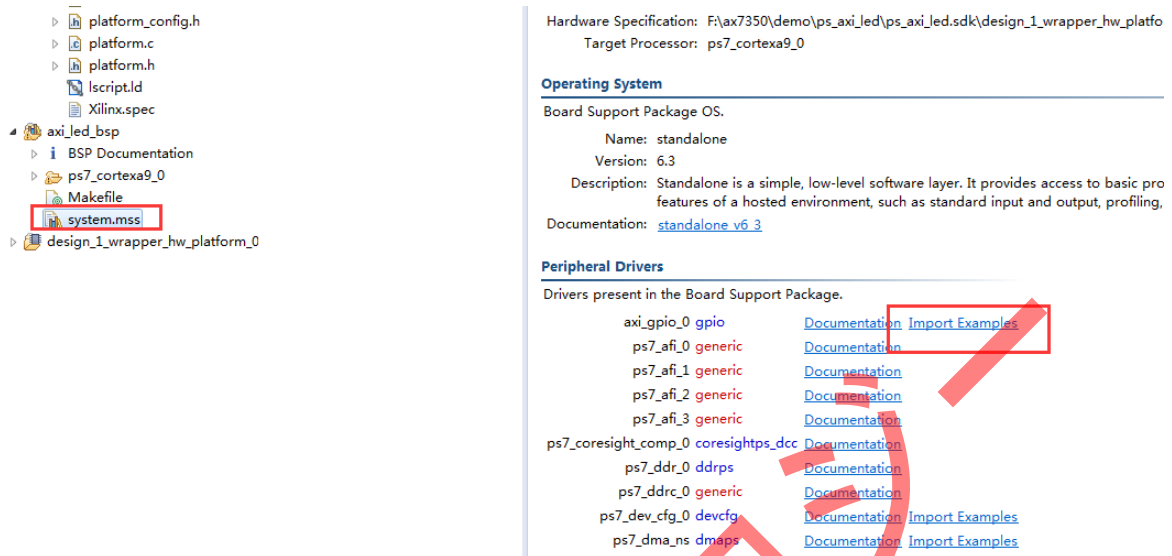 platform_config.h
platform.c
platform.h
lscript.ld
Xilinx.spec
axi_led_bsp
BSP Documentation
ps7_cortexa9_0
Makefile
system.mss
design_1_wrapper_hw_platform_0
Hardware Specification: F:\ax7350\demo\ps_axi_led\ps_axi_led.sdk\design_1_wrapper_hw_platfo
Target Processor: ps7_cortexa9_0
Operating System
Board Support Package OS.
Name: standalone
Version: 6.3
Description: Standalone is a simple, low-level software layer. It provides access to basic pro
features of a hosted environment, such as standard input and output, profiling,
Documentation: standalone_v6_3
Peripheral Drivers
Drivers present in the Board Support Package.
axi_gpio_0 gpio Documentation Import Examples
ps7_afi_0 generic Documentation
ps7_afi_1 generic Documentation
ps7_afi_2 generic Documentation
ps7_afi_3 generic Documentation
ps7_coresight_comp_0 coresightps_dcc Documentation
ps7_ddr_0 ddrps Documentation
ps7_ddrc_0 generic Documentation
ps7_dev_cfg_0 devcfg Documentation Import Examples
ps7_dma_ns dmaps Documentation Import Examples